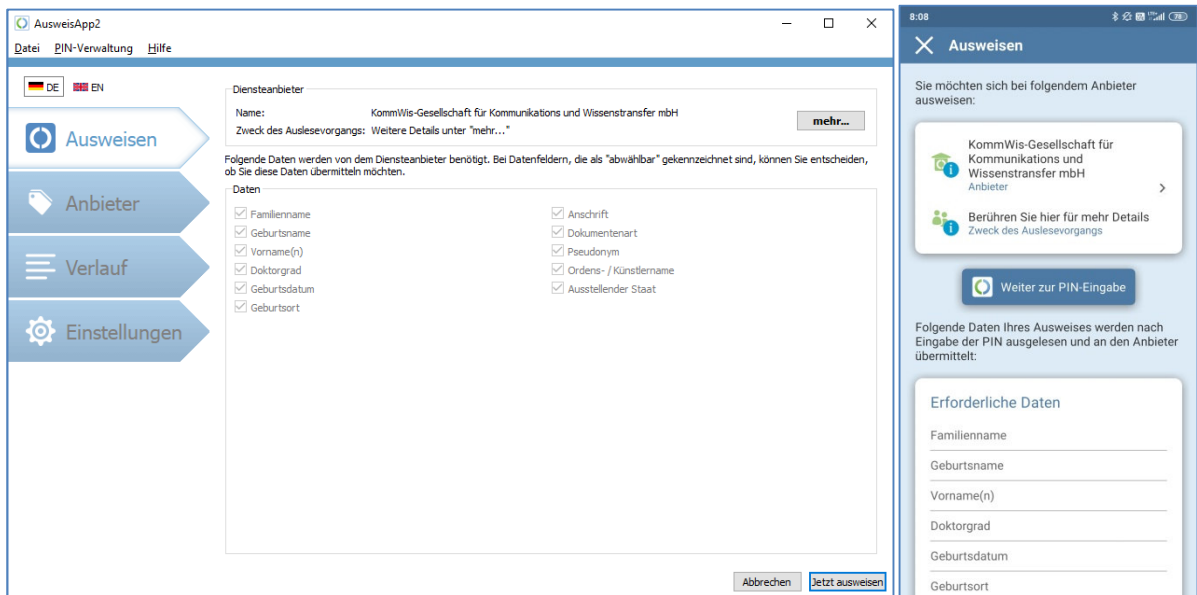 AusweisApp2
Datei PIN-Verwaltung Hilfe
DE EN
Ausweisen
Anbieter
Verlauf
Einstellungen
Diensteanbieter
Name: KommWis-Gesellschaft für Kommunikations und Wissenstransfer mbH
Zweck des Auslesevorgangs: Weitere Details unter "mehr..."
mehr...
Folgende Daten werden von dem Diensteanbieter benötigt. Bei Datenfeldern, die als "abwählbar" gekennzeichnet sind, können Sie entscheiden,
ob Sie diese Daten übermitteln möchten.
Daten
Familienname
Geburtsname
Vorname(n)
Doktorgrad
Geburtsdatum
Geburtsort
Anschrift
Dokumentenart
Pseudonym
Ordens- / Künstlername
Ausstellender Staat
Abbrechen Jetzt ausweisen
8:08
Ausweisen
Sie möchten sich bei folgendem Anbieter
ausweisen:
KommWis-Gesellschaft für
Kommunikations und
Wissenstransfer mbH
Anbieter
Berühren Sie hier für mehr Details
Zweck des Auslesevorgangs
Weiter zur PIN-Eingabe
Folgende Daten Ihres Ausweises werden nach
Eingabe der PIN ausgelesen und an den Anbieter
übermittelt:
Erforderliche Daten
Familienname
Geburtsname
Vorname(n)
Doktorgrad
Geburtsdatum
Geburtsort